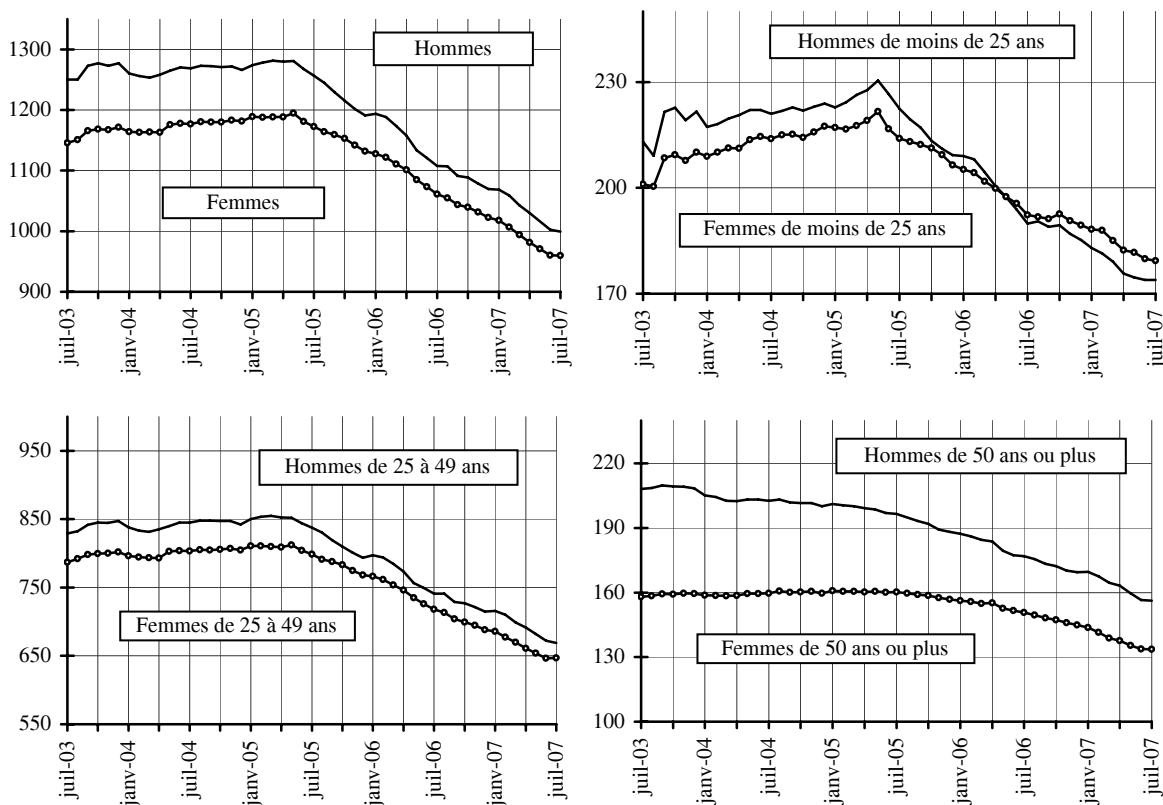 1300
1200
1100
1000
900
Hommes
Femmes
juil-03
janv-04
juil-04
janv-05
juil-05
janv-06
juil-06
janv-07
juil-07
230
200
170
Hommes de moins de 25 ans
Femmes de moins de 25 ans
juil-03
janv-04
juil-04
janv-05
juil-05
janv-06
juil-06
janv-07
juil-07
950
850
750
650
550
Hommes de 25 à 49 ans
Femmes de 25 à 49 ans
juil-03
janv-04
juil-04
janv-05
juil-05
janv-06
juil-06
janv-07
juil-07
220
190
160
130
100
Hommes de 50 ans ou plus
Femmes de 50 ans ou plus
juil-03
janv-04
juil-04
janv-05
juil-05
janv-06
juil-06
janv-07
juil-07